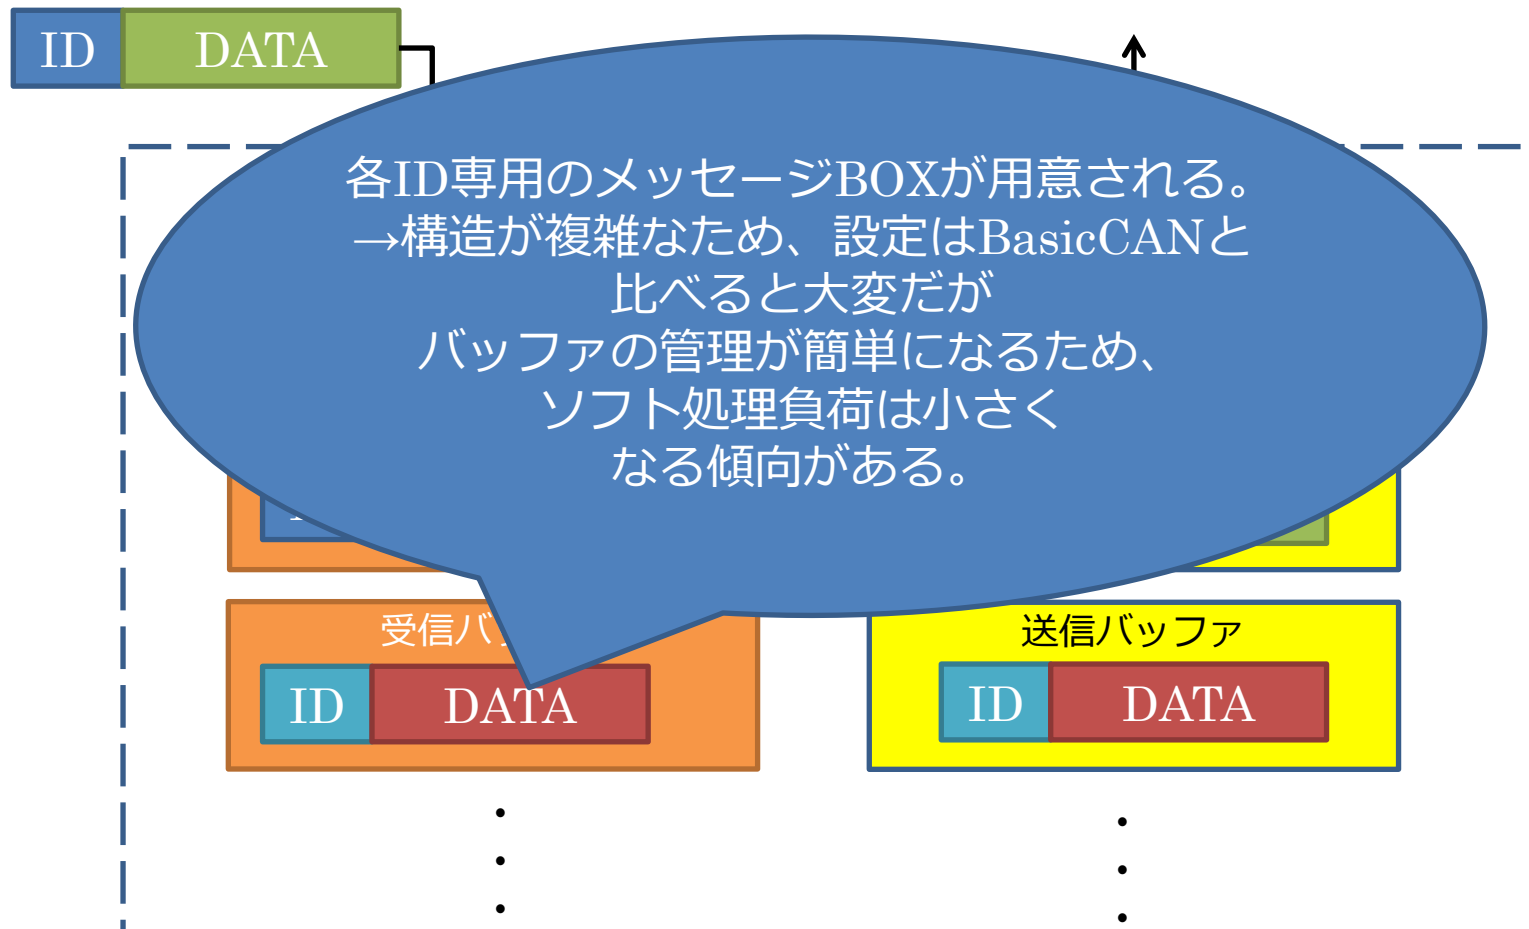 ID DATA
各ID専用のメッセージBOXが用意される。
→構造が複雑なため、設定はBasicCANと
比べると大変だが
バッファの管理が簡単になるため、
ソフト処理負荷は小さく
なる傾向がある。
受信バ
送信バッファ
ID DATA
ID DATA